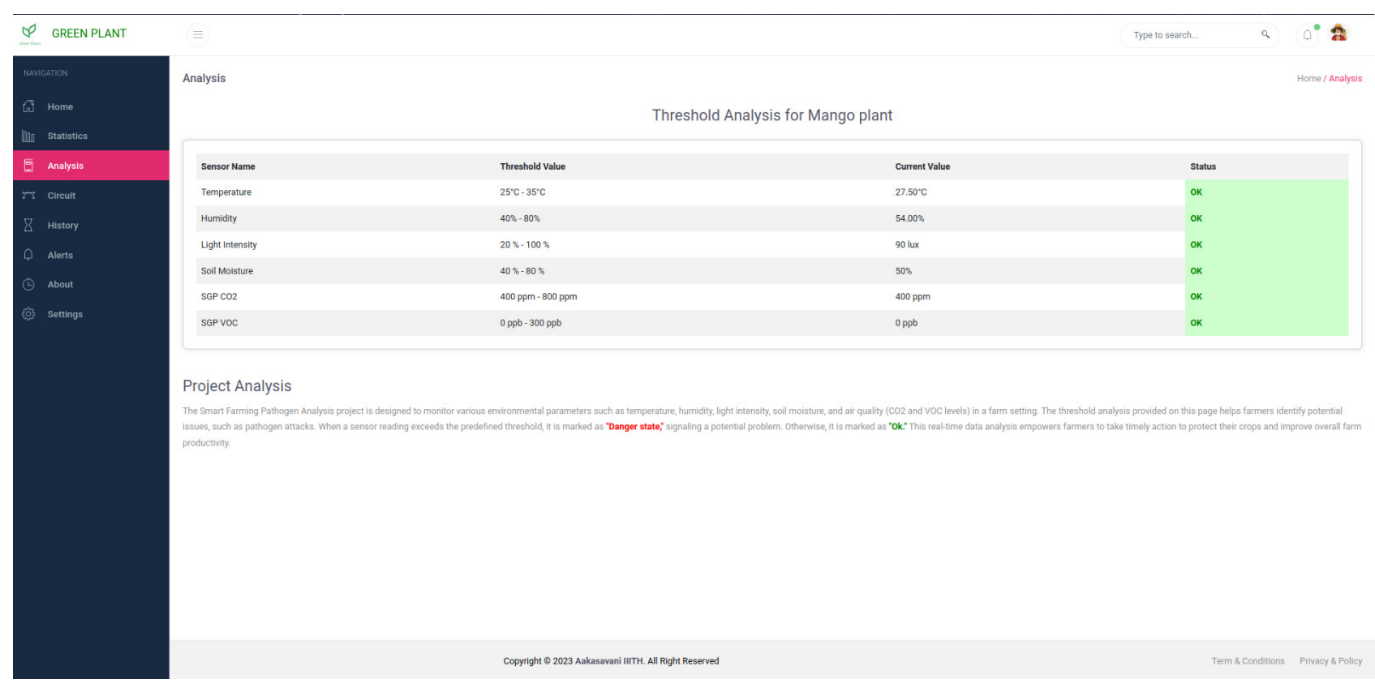 GREEN PLANT
Type to search...
Green Plants
NAVIGATION
Home
Statistics
Analysis
Circuit
History
Alerts
About
Settings
Analysis
Home / Analysis
Threshold Analysis for Mango plant
Sensor Name Threshold Value Current Value Status
Temperature 25°C - 35°C 27.50°C OK
Humidity 40% - 80% 54.00% OK
Light Intensity 20 % - 100 % 90 lux OK
Soil Moisture 40 % - 80 % 50% OK
SGP CO2 400 ppm - 800 ppm 400 ppm OK
SGP VOC 0 ppb - 300 ppb 0 ppb OK
Project Analysis
The Smart Farming Pathogen Analysis project is designed to monitor various environmental parameters such as temperature, humidity, light intensity, soil moisture, and air quality (CO2 and VOC levels) in a farm setting. The threshold analysis provided on this page helps farmers identify potential
issues, such as pathogen attacks. When a sensor reading exceeds the predefined threshold, it is marked as "Danger state," signaling a potential problem. Otherwise, it is marked as "Ok." This real-time data analysis empowers farmers to take timely action to protect their crops and improve overall farm
productivity.
Copyright © 2023 Aakasavani IIITH. All Right Reserved
Term & Conditions Privacy & Policy